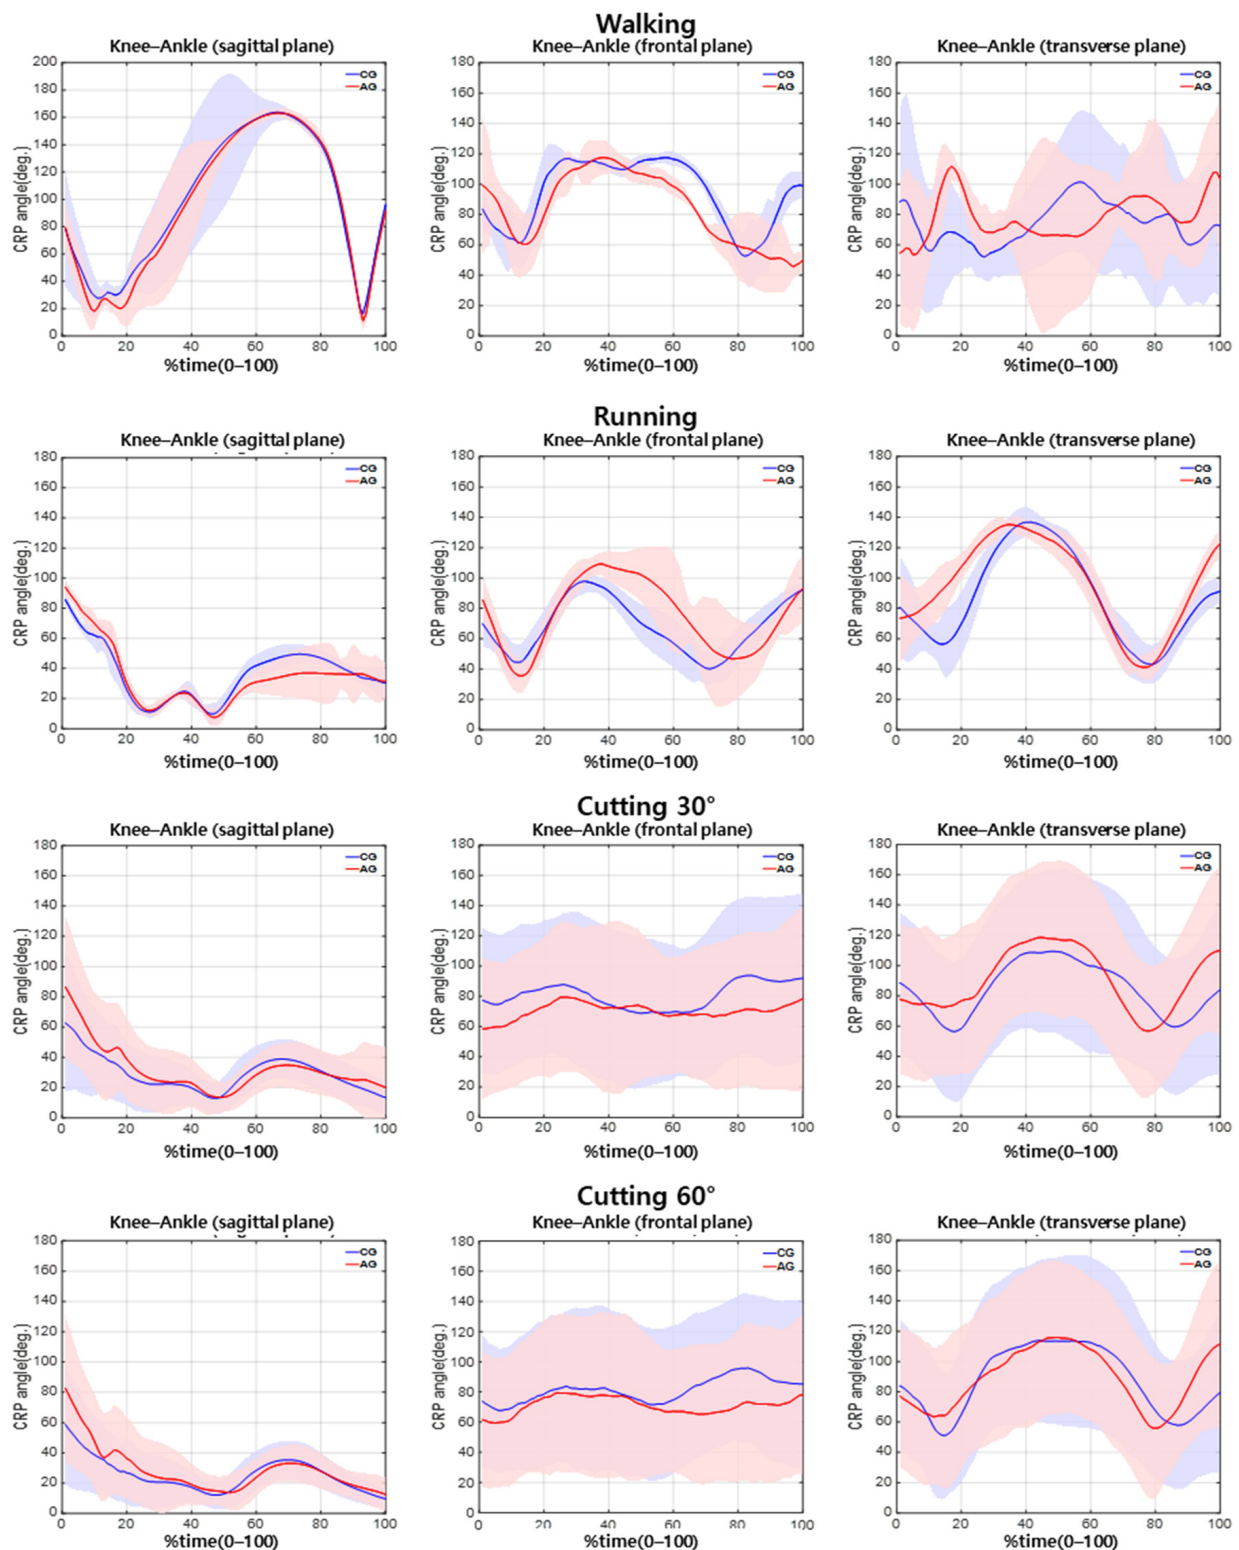 Walking
Knee–Ankle (sagittal plane) Knee–Ankle (frontal plane) Knee–Ankle (transverse plane)
CRP angle(deg.) 200 180 160 140 120 100 80 60 40 20 0 CG AG
CRP angle(deg.) 180 160 140 120 100 80 60 40 20 0 CG AG
CRP angle(deg.) 180 160 140 120 100 80 60 40 20 0 CG AG
0 20 40 60 80 100 0 20 40 60 80 100 0 20 40 60 80 100
%time(0–100) %time(0–100) %time(0–100)
Running
Knee–Ankle (sagittal plane) Knee–Ankle (frontal plane) Knee–Ankle (transverse plane)
CRP angle(deg.) 180 160 140 120 100 80 60 40 20 0 CG AG
CRP angle(deg.) 180 160 140 120 100 80 60 40 20 0 CG AG
CRP angle(deg.) 180 160 140 120 100 80 60 40 20 0 CG AG
0 20 40 60 80 100 0 20 40 60 80 100 0 20 40 60 80 100
%time(0–100) %time(0–100) %time(0–100)
Cutting 30°
Knee–Ankle (sagittal plane) Knee–Ankle (frontal plane) Knee–Ankle (transverse plane)
CRP angle(deg.) 180 160 140 120 100 80 60 40 20 0 CG AG
CRP angle(deg.) 180 160 140 120 100 80 60 40 20 0 CG AG
CRP angle(deg.) 180 160 140 120 100 80 60 40 20 0 CG AG
0 20 40 60 80 100 0 20 40 60 80 100 0 20 40 60 80 100
%time(0–100) %time(0–100) %time(0–100)
Cutting 60°
Knee–Ankle (sagittal plane) Knee–Ankle (frontal plane) Knee–Ankle (transverse plane)
CRP angle(deg.) 180 160 140 120 100 80 60 40 20 0 CG AG
CRP angle(deg.) 180 160 140 120 100 80 60 40 20 0 CG AG
CRP angle(deg.) 180 160 140 120 100 80 60 40 20 0 CG AG
0 20 40 60 80 100 0 20 40 60 80 100 0 20 40 60 80 100
%time(0–100) %time(0–100) %time(0–100)